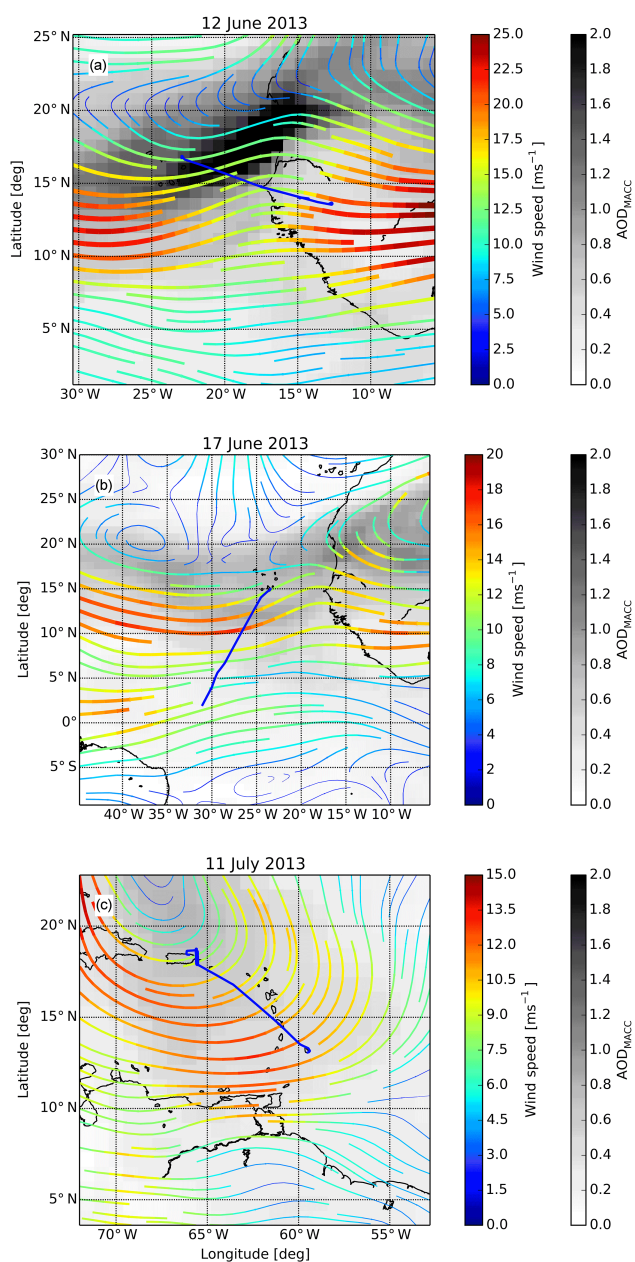 12 June 2013
(a)
25° N
20° N
15° N
10° N
5° N
Latitude [deg]
30° W 25° W 20° W 15° W 10° W
25.0
22.5
20.0
17.5
15.0
12.5
10.0
7.5
5.0
2.5
0.0
Wind speed [ms⁻¹]
2.0
1.8
1.6
1.4
1.2
1.0
0.8
0.6
0.4
0.2
0.0
AOD_MACC
17 June 2013
(b)
30° N
25° N
20° N
15° N
10° N
5° N
0°
5° S
Latitude [deg]
40° W 35° W 30° W 25° W 20° W 15° W 10° W
20
18
16
14
12
10
8
6
4
2
0
Wind speed [ms⁻¹]
2.0
1.8
1.6
1.4
1.2
1.0
0.8
0.6
0.4
0.2
0.0
AOD_MACC
11 July 2013
(c)
20° N
15° N
10° N
5° N
Latitude [deg]
70° W 65° W 60° W 55° W
Longitude [deg]
15.0
13.5
12.0
10.5
9.0
7.5
6.0
4.5
3.0
1.5
0.0
Wind speed [ms⁻¹]
2.0
1.8
1.6
1.4
1.2
1.0
0.8
0.6
0.4
0.2
0.0
AOD_MACC